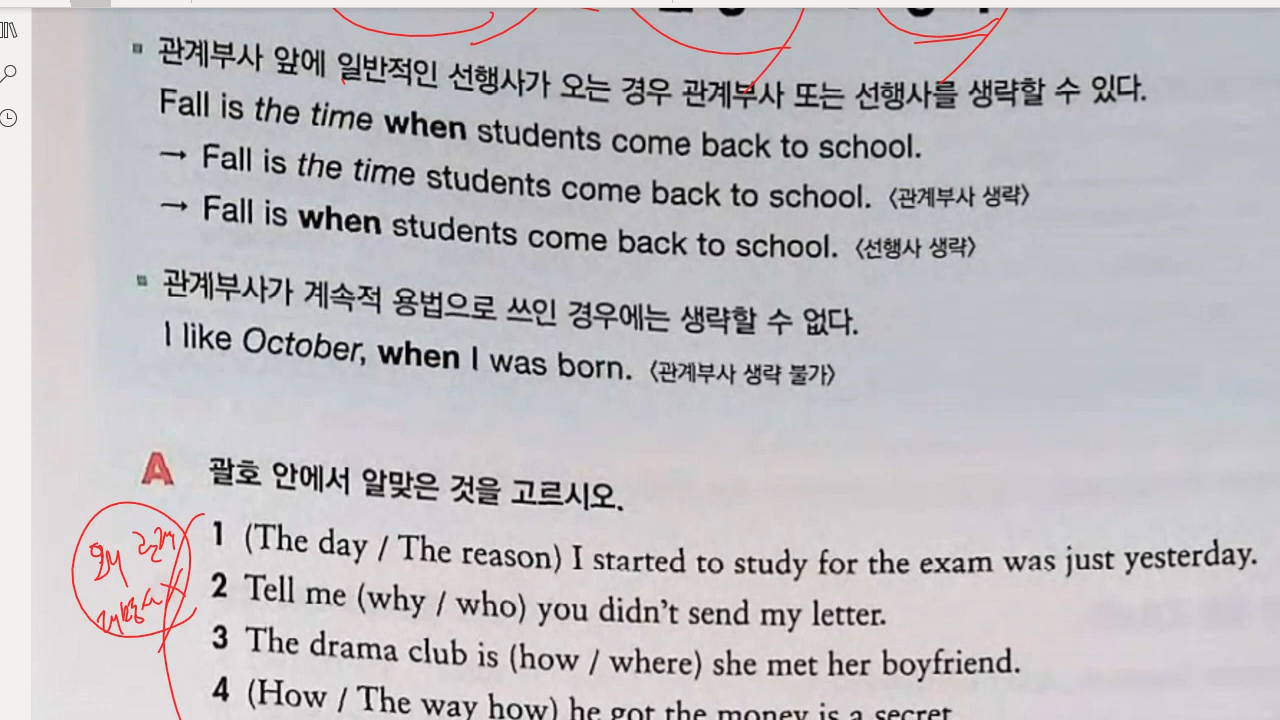 관계부사 앞에 일반적인 선행사가 오는 경우 관계부사 또는 선행사를 생략할 수 있다.
Fall is the time when students come back to school.
→ Fall is the time students come back to school. 〈관계부사 생략〉
→ Fall is when students come back to school. 〈선행사 생략〉
관계부사가 계속적 용법으로 쓰인 경우에는 생략할 수 없다.
I like October, when I was born. 〈관계부사 생략 불가〉
A 괄호 안에서 알맞은 것을 고르시오.
1 (The day / The reason) I started to study for the exam was just yesterday.
2 Tell me (why / who) you didn't send my letter.
3 The drama club is (how / where) she met her boyfriend.
4 (How / The way how) he got the money is a secret